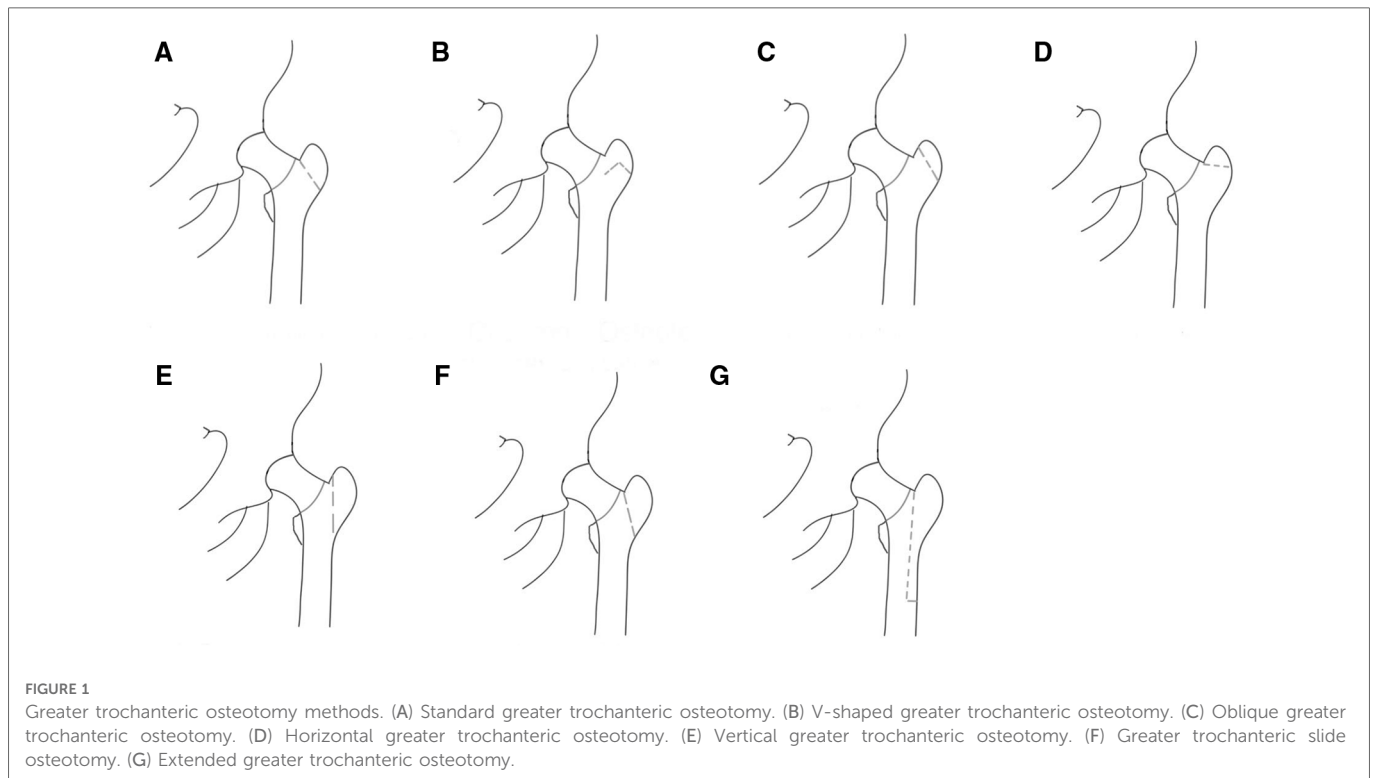 A B C D
E F G
FIGURE 1
Greater trochanteric osteotomy methods. (A) Standard greater trochanteric osteotomy. (B) V-shaped greater trochanteric osteotomy. (C) Oblique greater
trochanteric osteotomy. (D) Horizontal greater trochanteric osteotomy. (E) Vertical greater trochanteric osteotomy. (F) Greater trochanteric slide
osteotomy. (G) Extended greater trochanteric osteotomy.